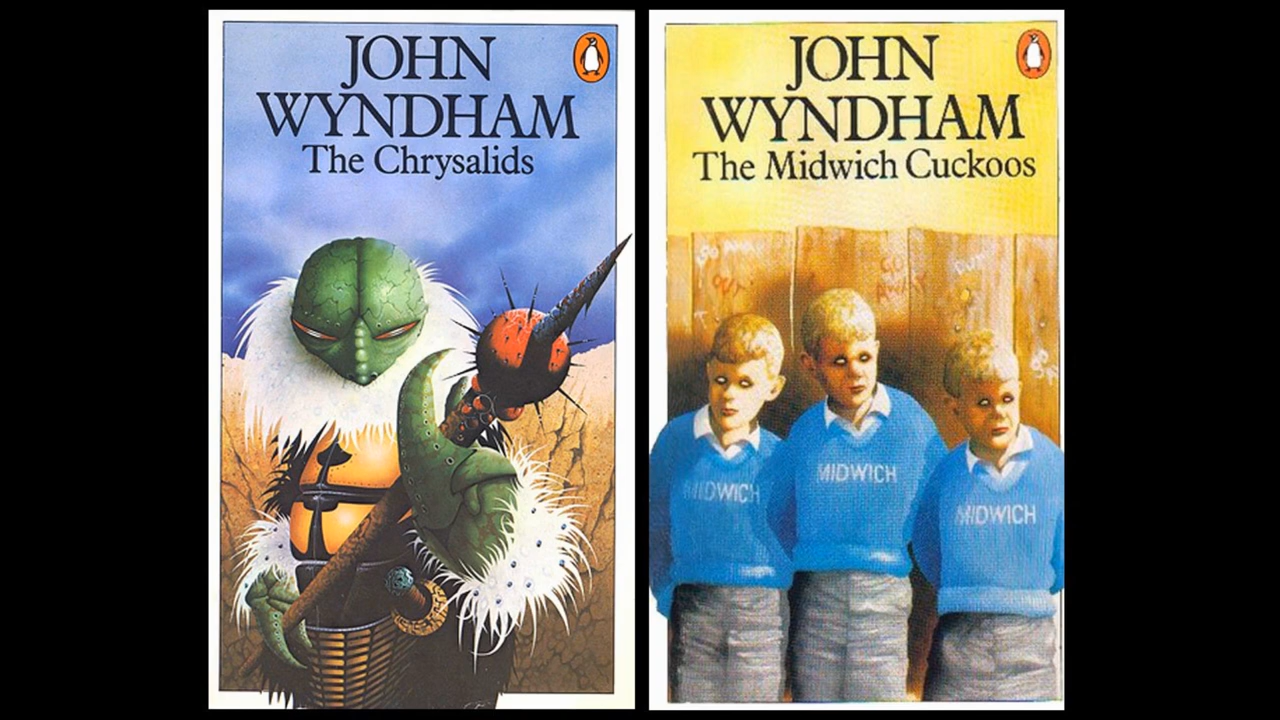 JOHN
WYNDHAM
The Chrysalids
JOHN
WYNDHAM
The Midwich Cuckoos
GO
AWAY
MIDWICH
MIDWICH
MIDWICH